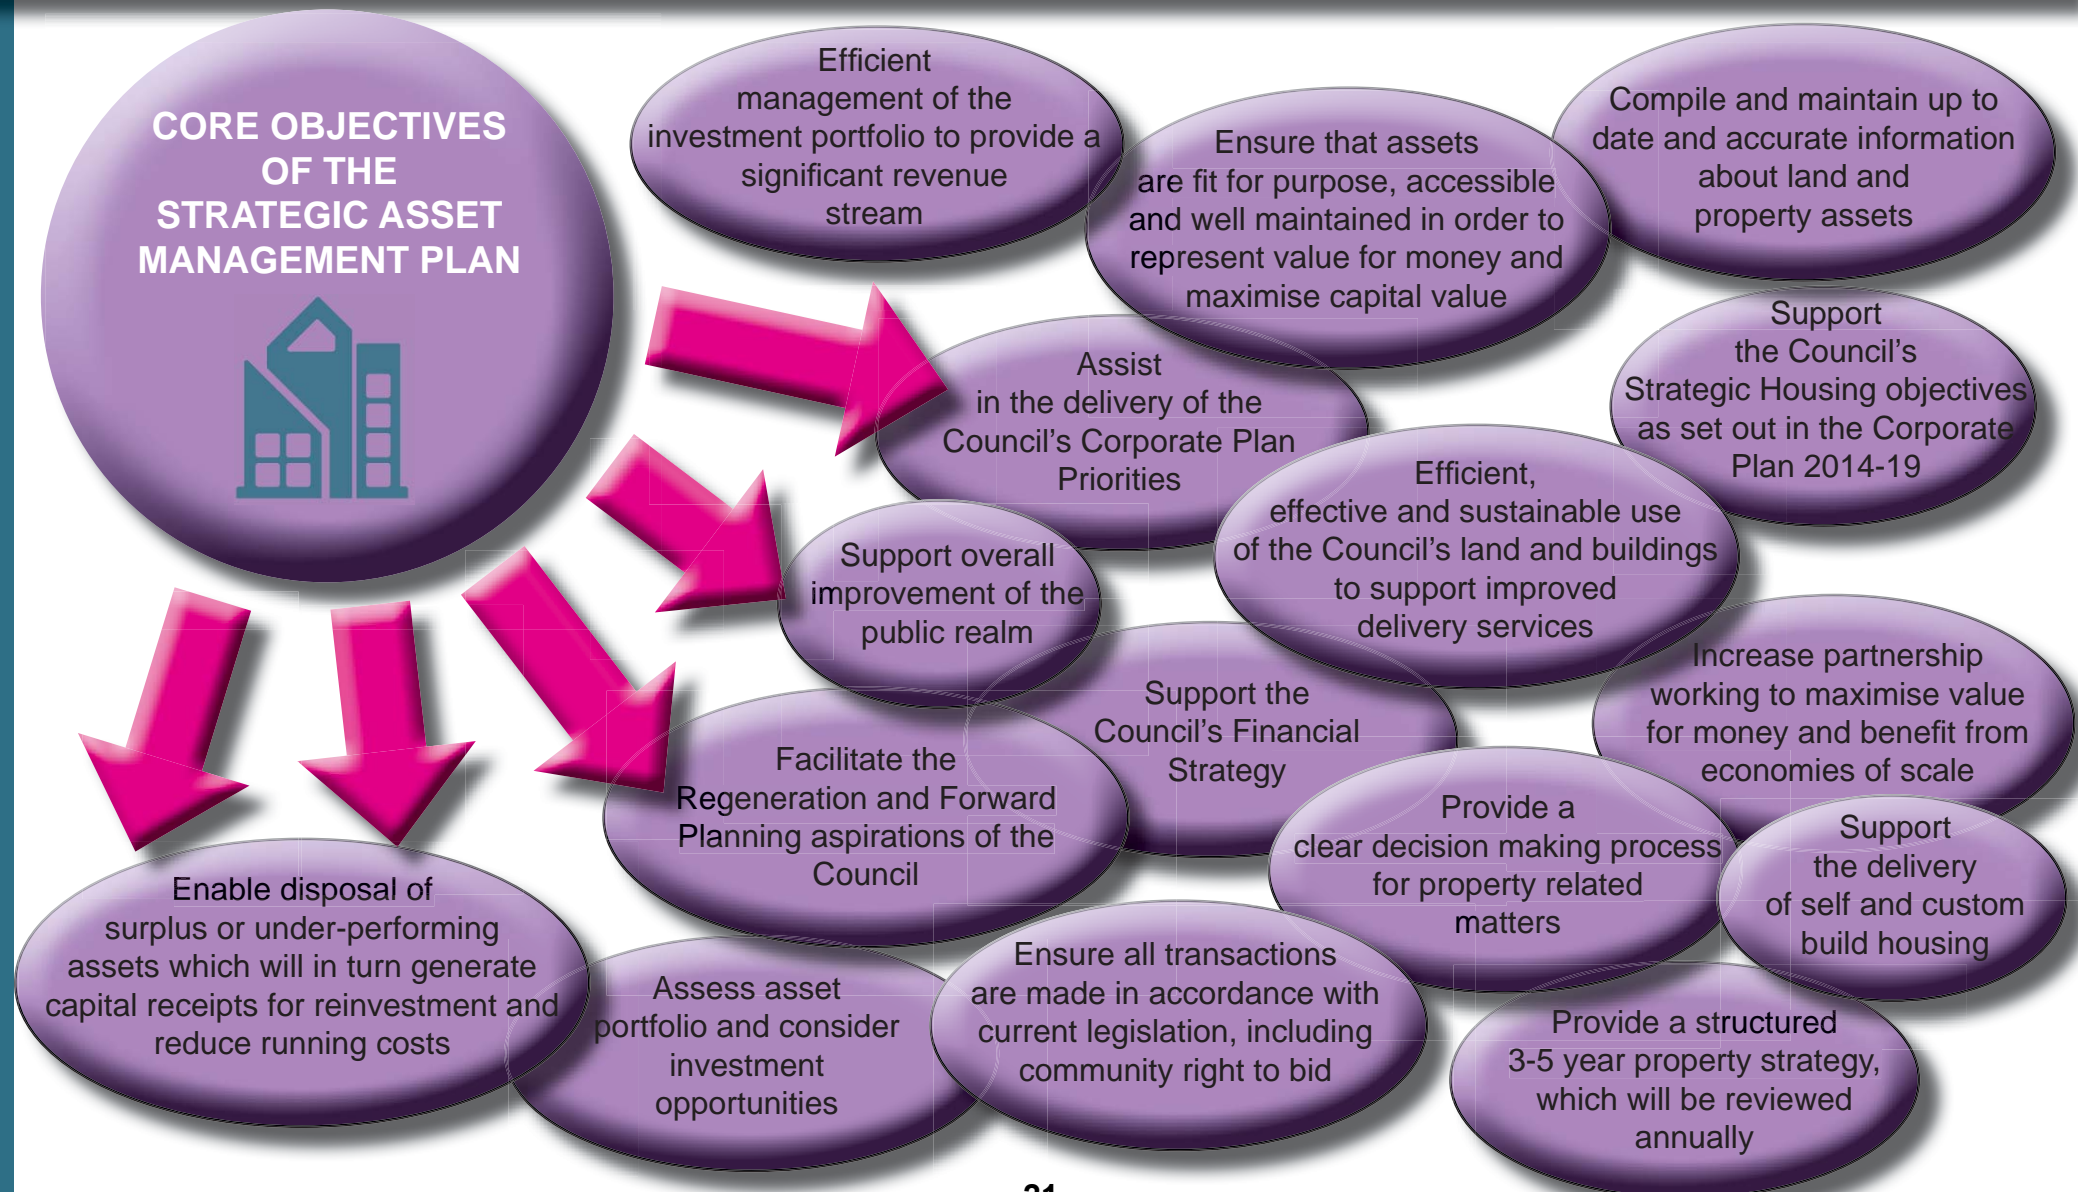 CORE OBJECTIVES
OF THE
STRATEGIC ASSET
MANAGEMENT PLAN
Efficient
management of the
investment portfolio to provide a
significant revenue
stream
Ensure that assets
are fit for purpose, accessible
and well maintained in order to
represent value for money and
maximise capital value
Compile and maintain up to
date and accurate information
about land and
property assets
Assist
in the delivery of the
Council’s Corporate Plan
Priorities
Support
the Council’s
Strategic Housing objectives
as set out in the Corporate
Plan 2014-19
Efficient,
effective and sustainable use
of the Council’s land and buildings
to support improved
delivery services
Support overall
improvement of the
public realm
Support the
Council’s Financial
Strategy
Increase partnership
working to maximise value
for money and benefit from
economies of scale
Facilitate the
Regeneration and Forward
Planning aspirations of the
Council
Provide a
clear decision making process
for property related
matters
Support
the delivery
of self and custom
build housing
Enable disposal of
surplus or under-performing
assets which will in turn generate
capital receipts for reinvestment and
reduce running costs
Assess asset
portfolio and consider
investment
opportunities
Ensure all transactions
are made in accordance with
current legislation, including
community right to bid
Provide a structured
3-5 year property strategy,
which will be reviewed
annually